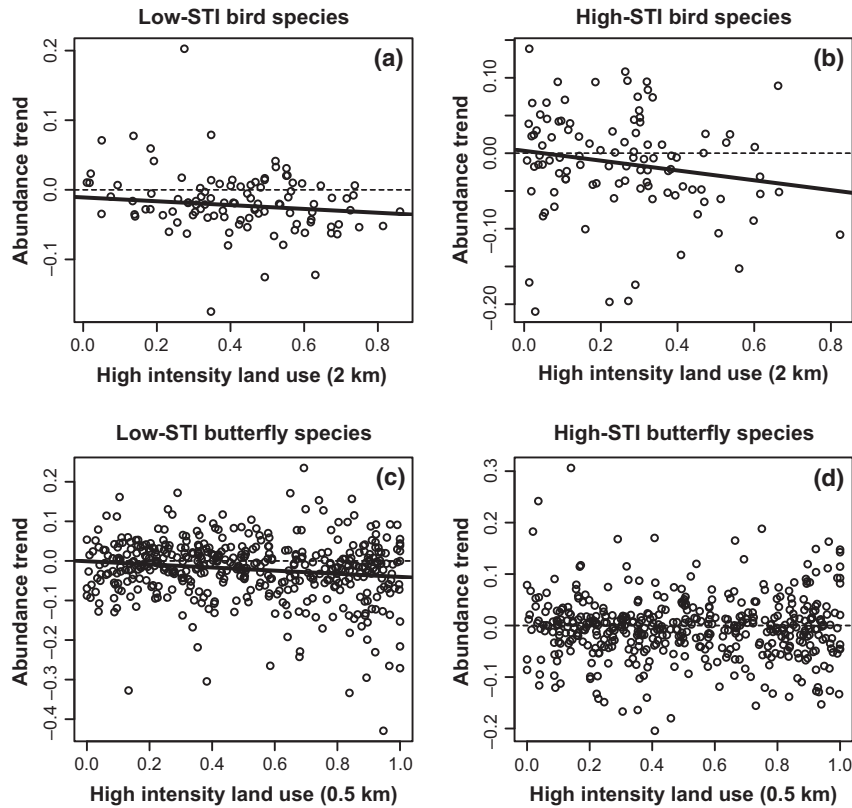 Low-STI bird species
(a)
Abundance trend
0.2
0.1
0.0
−0.1
0.0 0.2 0.4 0.6 0.8
High intensity land use (2 km)
High-STI bird species
(b)
Abundance trend
0.10
0.00
−0.10
−0.20
0.0 0.2 0.4 0.6 0.8
High intensity land use (2 km)
Low-STI butterfly species
(c)
Abundance trend
0.2
0.1
0.0
−0.1
−0.2
−0.3
−0.4
0.0 0.2 0.4 0.6 0.8 1.0
High intensity land use (0.5 km)
High-STI butterfly species
(d)
Abundance trend
0.3
0.2
0.1
0.0
−0.1
−0.2
0.0 0.2 0.4 0.6 0.8 1.0
High intensity land use (0.5 km)